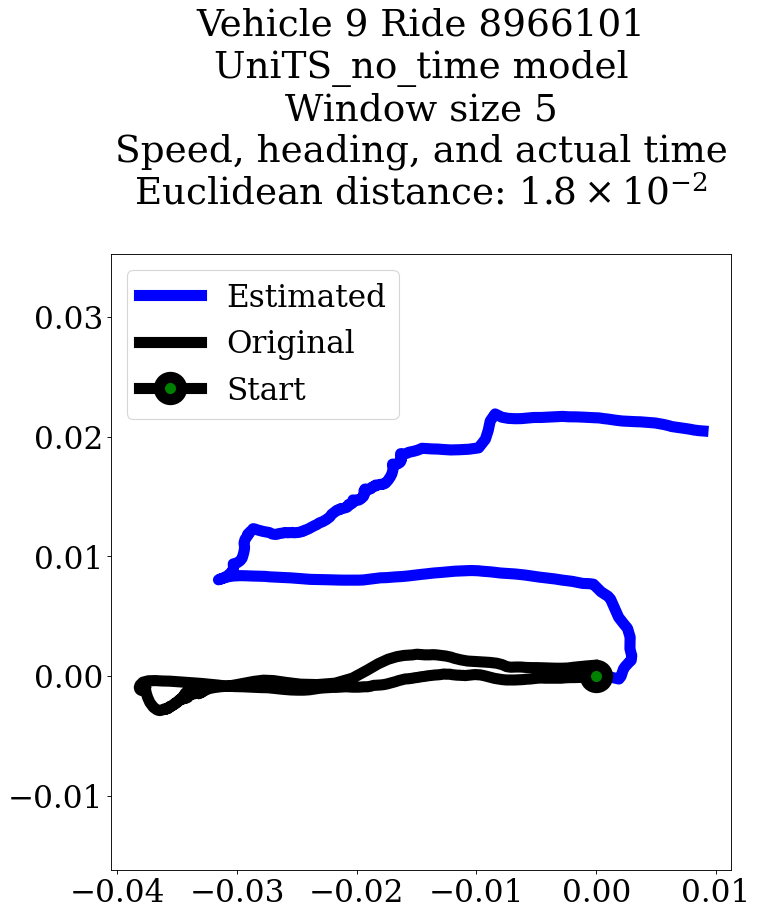 Vehicle 9 Ride 8966101
UniTS_no_time model
Window size 5
Speed, heading, and actual time
Euclidean distance: 1.8 × 10⁻²
Estimated
Original
Start
0.03
0.02
0.01
0.00
−0.01
−0.04 −0.03 −0.02 −0.01 0.00 0.01